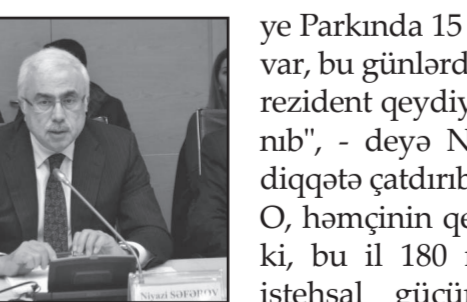 ye Parkında 15
var, bu günlərd
rezident qeydiy
nıb", - deyə N
diqqətə çatdırıb
O, həmçinin qe
ki, bu il 180
istehsal gücün
Niyazi SƏFƏROV